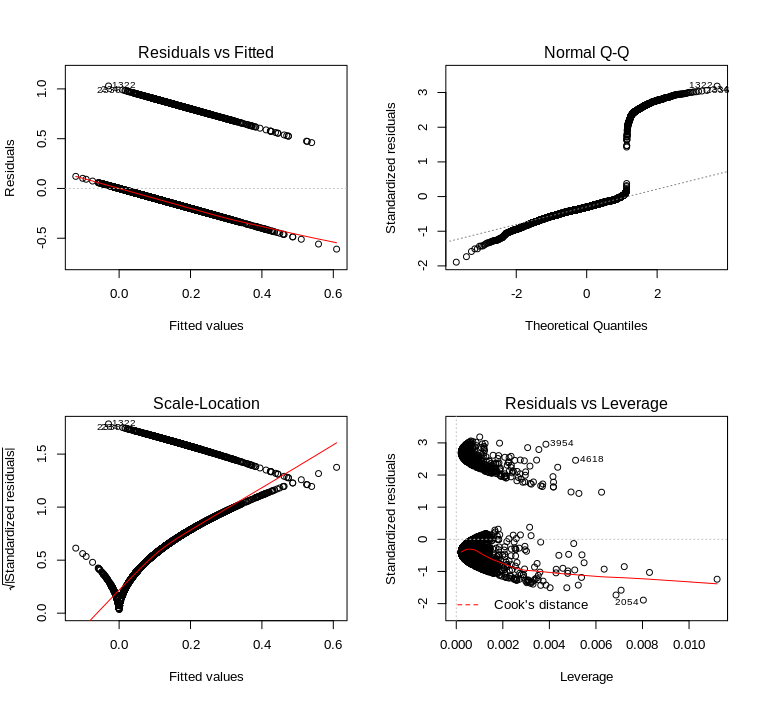 Residuals vs Fitted
Residuals
1.0
0.5
0.0
-0.5
1322
0.0 0.2 0.4 0.6
Fitted values
Normal Q-Q
Standardized residuals
3
2
1
0
-1
-2
1322
-2 0 2
Theoretical Quantiles
Scale-Location
√|Standardized residuals|
1.5
1.0
0.5
0.0
1322
0.0 0.2 0.4 0.6
Fitted values
Residuals vs Leverage
Standardized residuals
3
2
1
0
-1
-2
3954
4618
2054
Cook's distance
0.000 0.002 0.004 0.006 0.008 0.010
Leverage